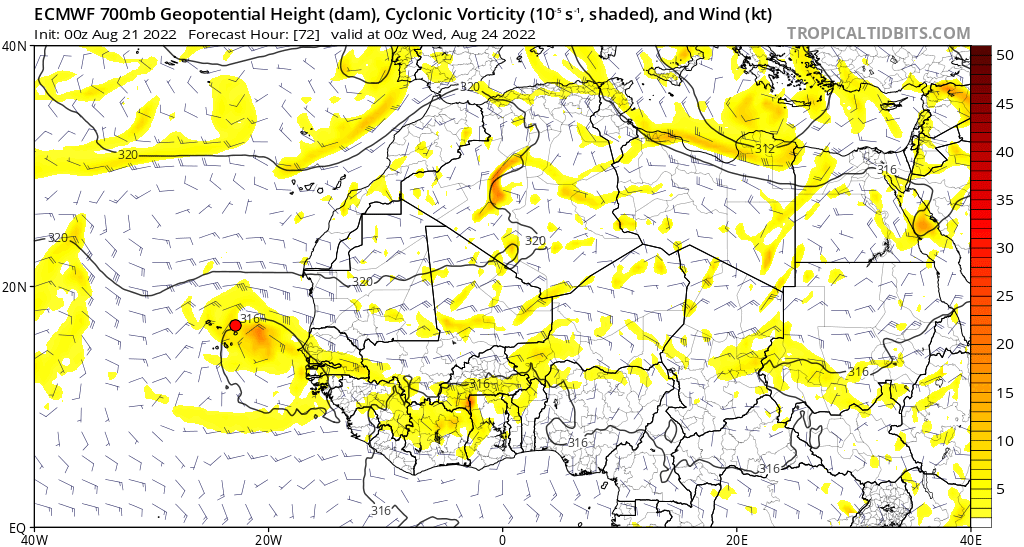 ECMWF 700mb Geopotential Height (dam), Cyclonic Vorticity (10⁻⁵ s⁻¹, shaded), and Wind (kt)
Init: 00z Aug 21 2022 Forecast Hour: [72] valid at 00z Wed, Aug 24 2022
TROPICALTIDBITS.COM
40N
50
320
45
312
320
40
316
35
320
320
30
320
20N
25
316
20
316
316
15
316
10
316
316
5
EQ
40W
20W
0
20E
40E